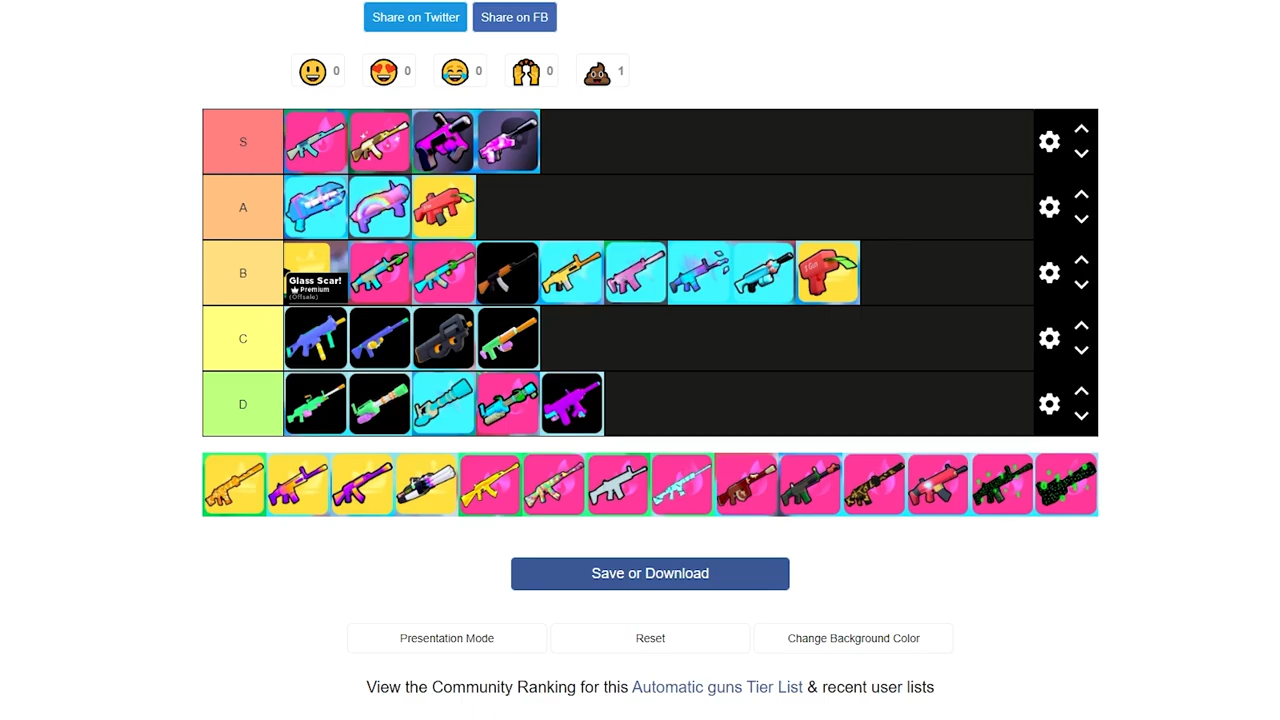 Share on Twitter Share on FB
0 0 0 0 1
S
A
B
Glass Scar!
Premium
(Offsale)
C
D
Save or Download
Presentation Mode Reset Change Background Color
View the Community Ranking for this Automatic guns Tier List & recent user lists